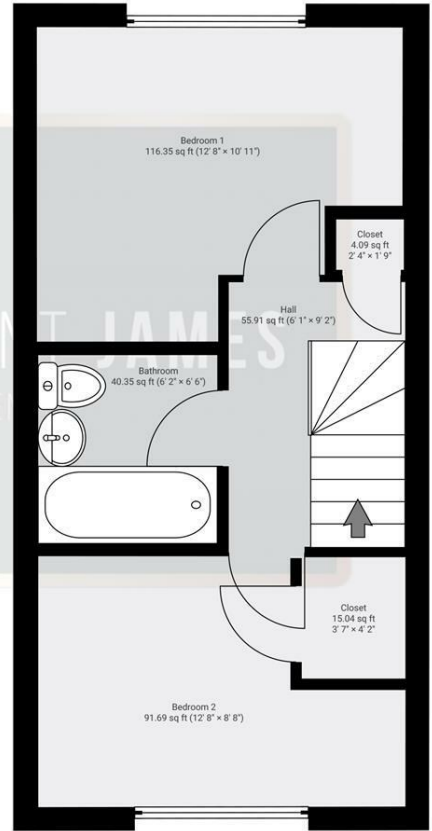 Bedroom 1
116.35 sq ft (12' 8" × 10' 11")
Closet
4.09 sq ft
2' 4" × 1' 9"
Hall
55.91 sq ft (6' 1" × 9' 2")
NT JAMES
Bathroom
40.35 sq ft (6' 2" × 6' 6")
Closet
15.04 sq ft
3' 7" × 4' 2"
Bedroom 2
91.69 sq ft (12' 8" × 8' 8")